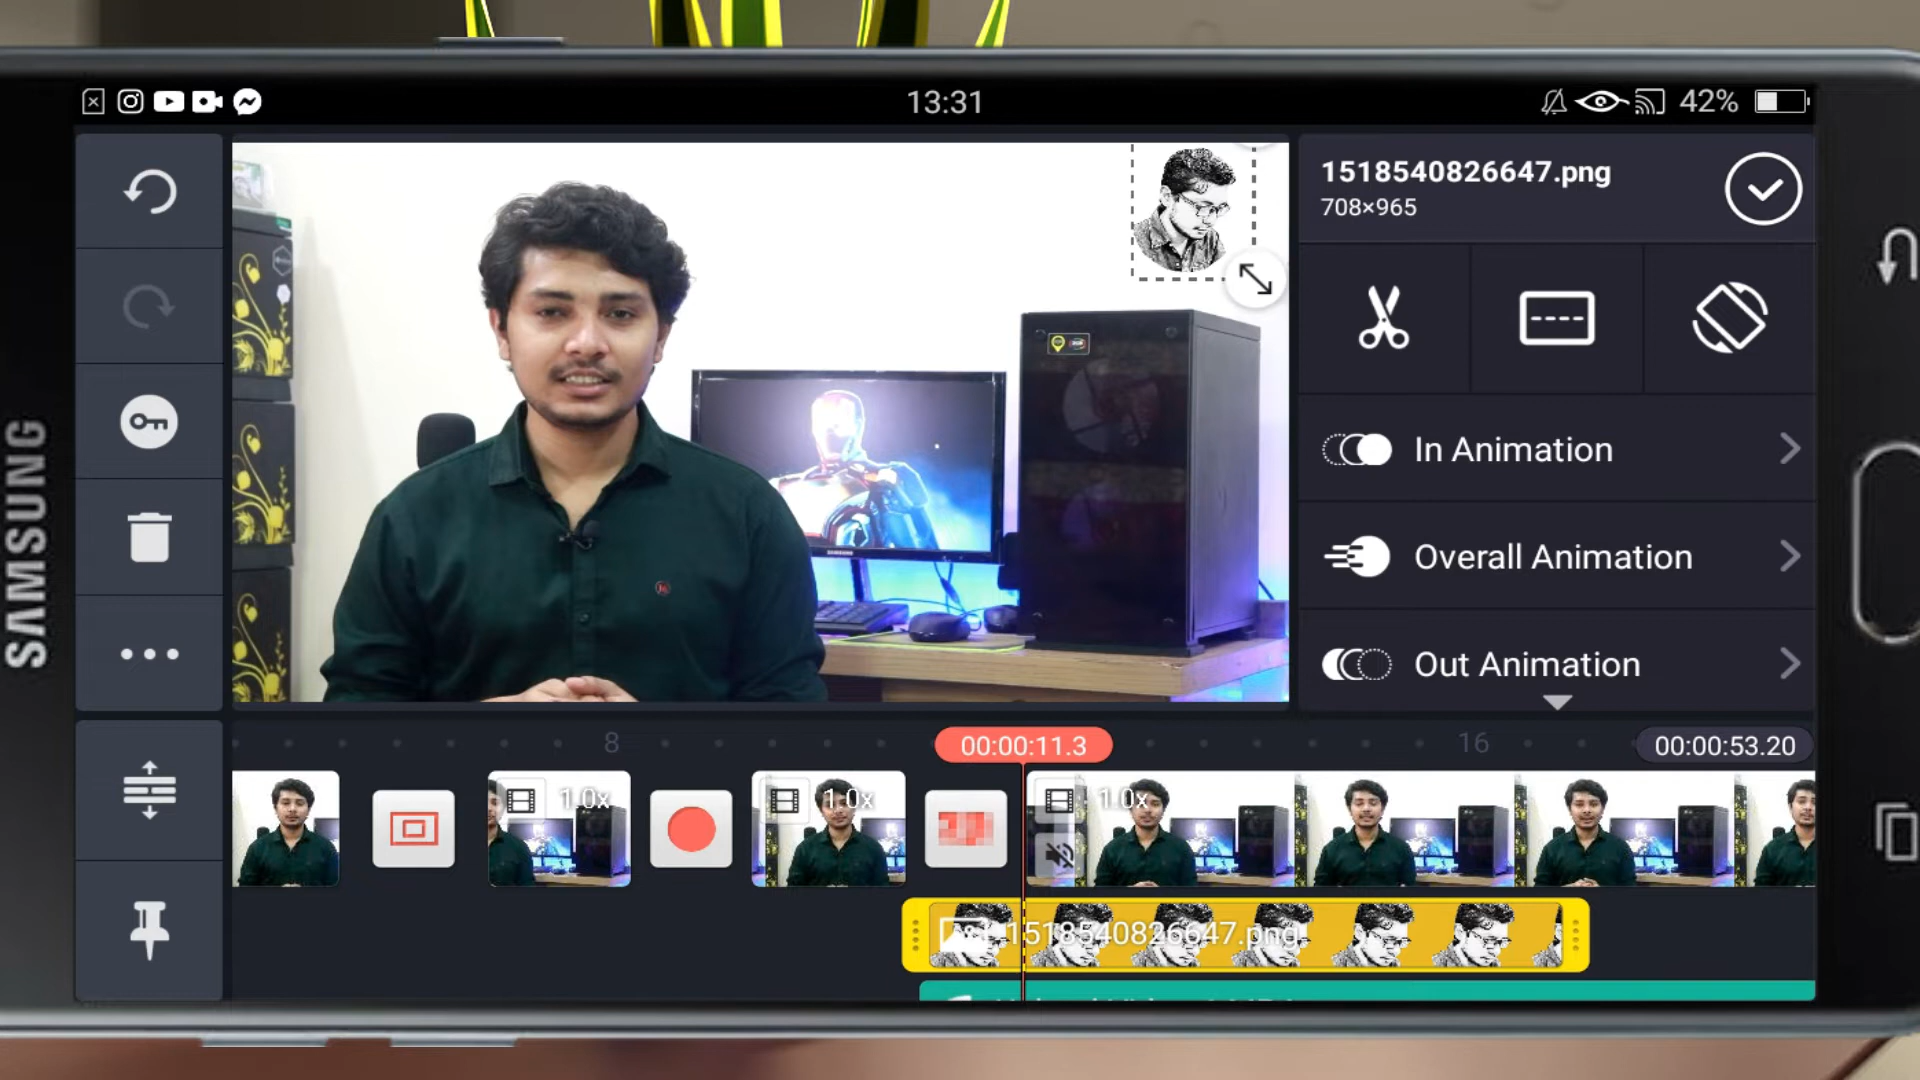 13:31
42%
1518540826647.png
708×965
In Animation
Overall Animation
Out Animation
SAMSUNG
8
00:00:11.3
16
00:00:53.20
1.0x
1.0x
1.0x
1518540826647.png